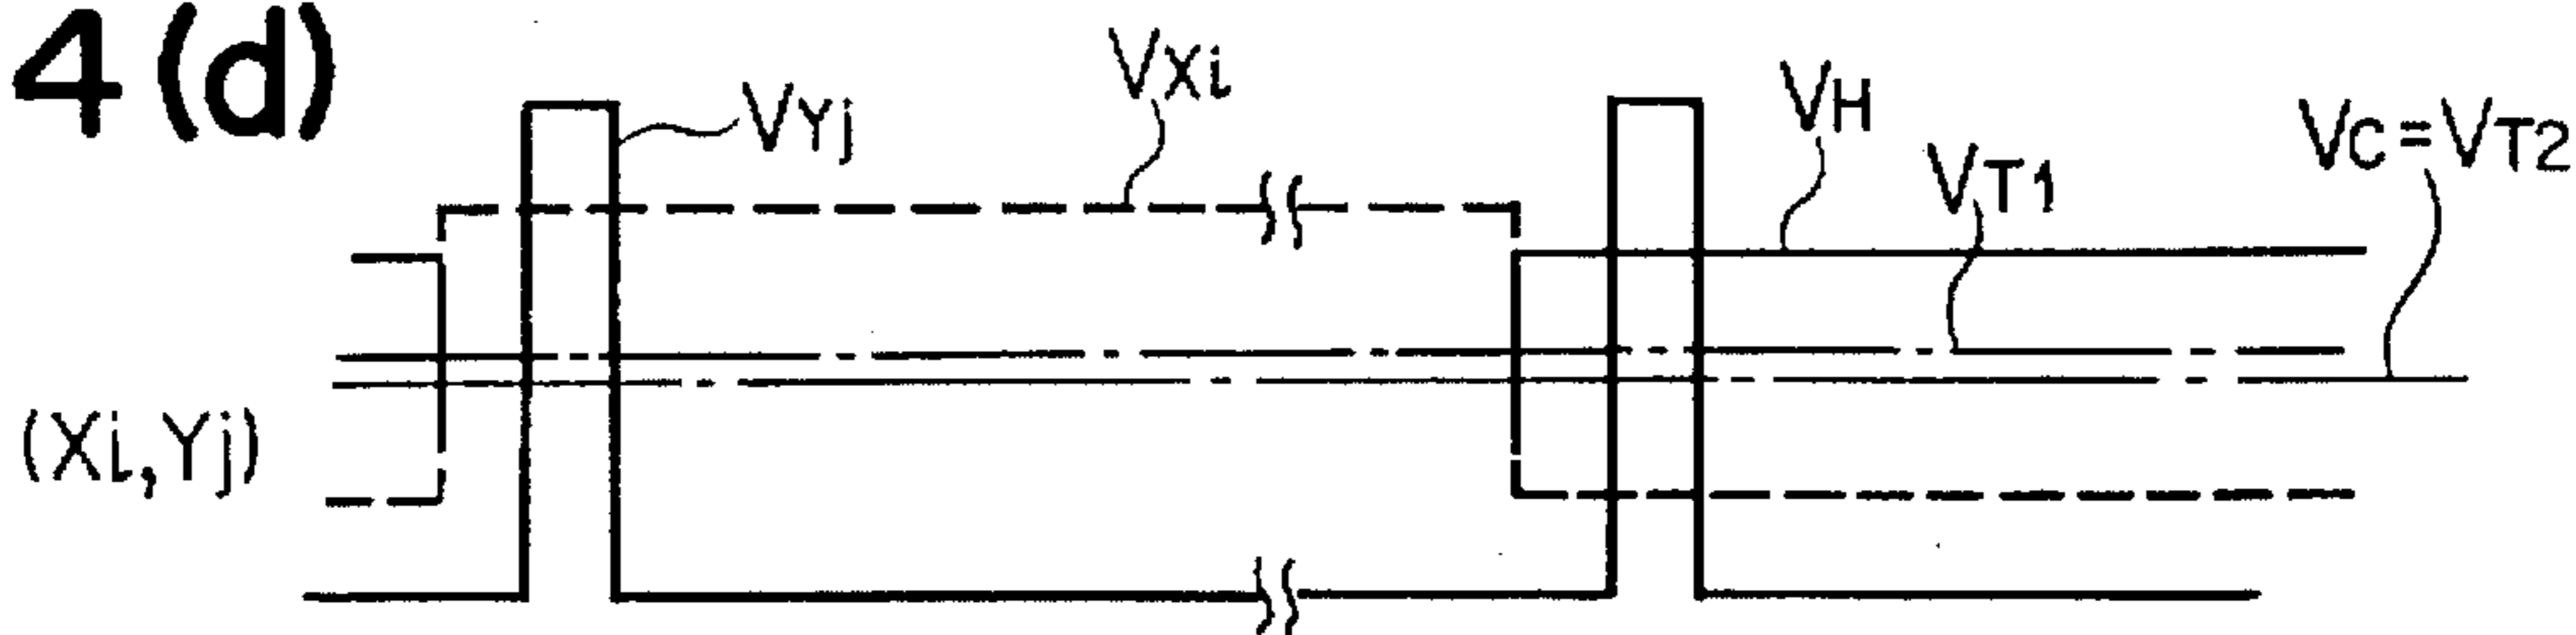 4(d)
VYj
VXi
VH
VT1
VC=VT2
(Xi,Yj)